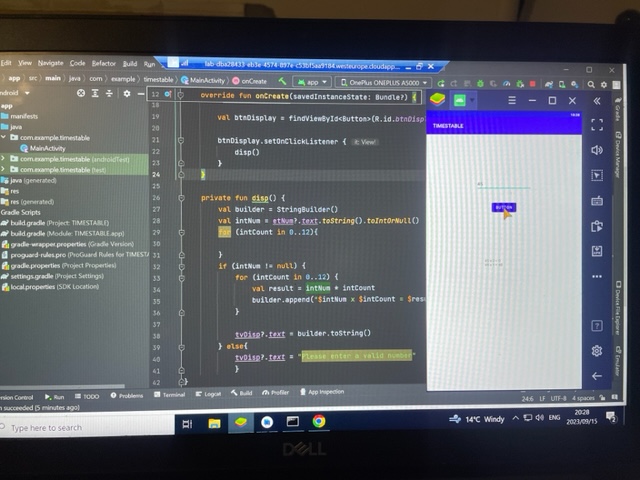 lab-dba28433-eb3e-4574-897e-c53bf5ea9184.westeurope.cloudapp...
Edit View Navigate Code Refactor Build Run
app src main java com example timestable MainActivity onCreate app OnePlus ONEPLUS A5000
Android
app
manifests
java
com.example.timestable
MainActivity
com.example.timestable (androidTest)
com.example.timestable (test)
java (generated)
res
res (generated)
Gradle Scripts
build.gradle (Project: TIMESTABLE)
build.gradle (Module: TIMESTABLE.app)
gradle-wrapper.properties (Gradle Version)
proguard-rules.pro (ProGuard Rules for TIMEST
gradle.properties (Project Properties)
settings.gradle (Project Settings)
local.properties (SDK Location)
12 override fun onCreate(savedInstanceState: Bundle?) {
18
19 val btnDisplay = findViewById<Button>(R.id.btnDisp
20
21 btnDisplay.setOnClickListener { it: View!
22 disp()
23 }
24 }
25
26 private fun disp() {
27 val builder = StringBuilder()
28 val intNum = etNum?.text.toString().toIntOrNull()
29 for (intCount in 0..12){
30
31 }
32 if (intNum != null) {
33 for (intCount in 0..12) {
34 val result = intNum * intCount
35 builder.append("$intNum x $intCount = $res
36 }
37
38 tvDisp?.text = builder.toString()
39 } else{
40 tvDisp?.text = "Please enter a valid number"
41 }
42 }
TIMESTABLE
BUTTON
Gradle
Device Manager
Device File Explorer
Emulator
Version Control Run TODO Problems Terminal Logcat Build Profiler App Inspection
succeeded (5 minutes ago)
24:6 LF UTF-8 4 spaces
Type here to search
14°C Windy
ENG
20:28
2023/09/15
2
DELL